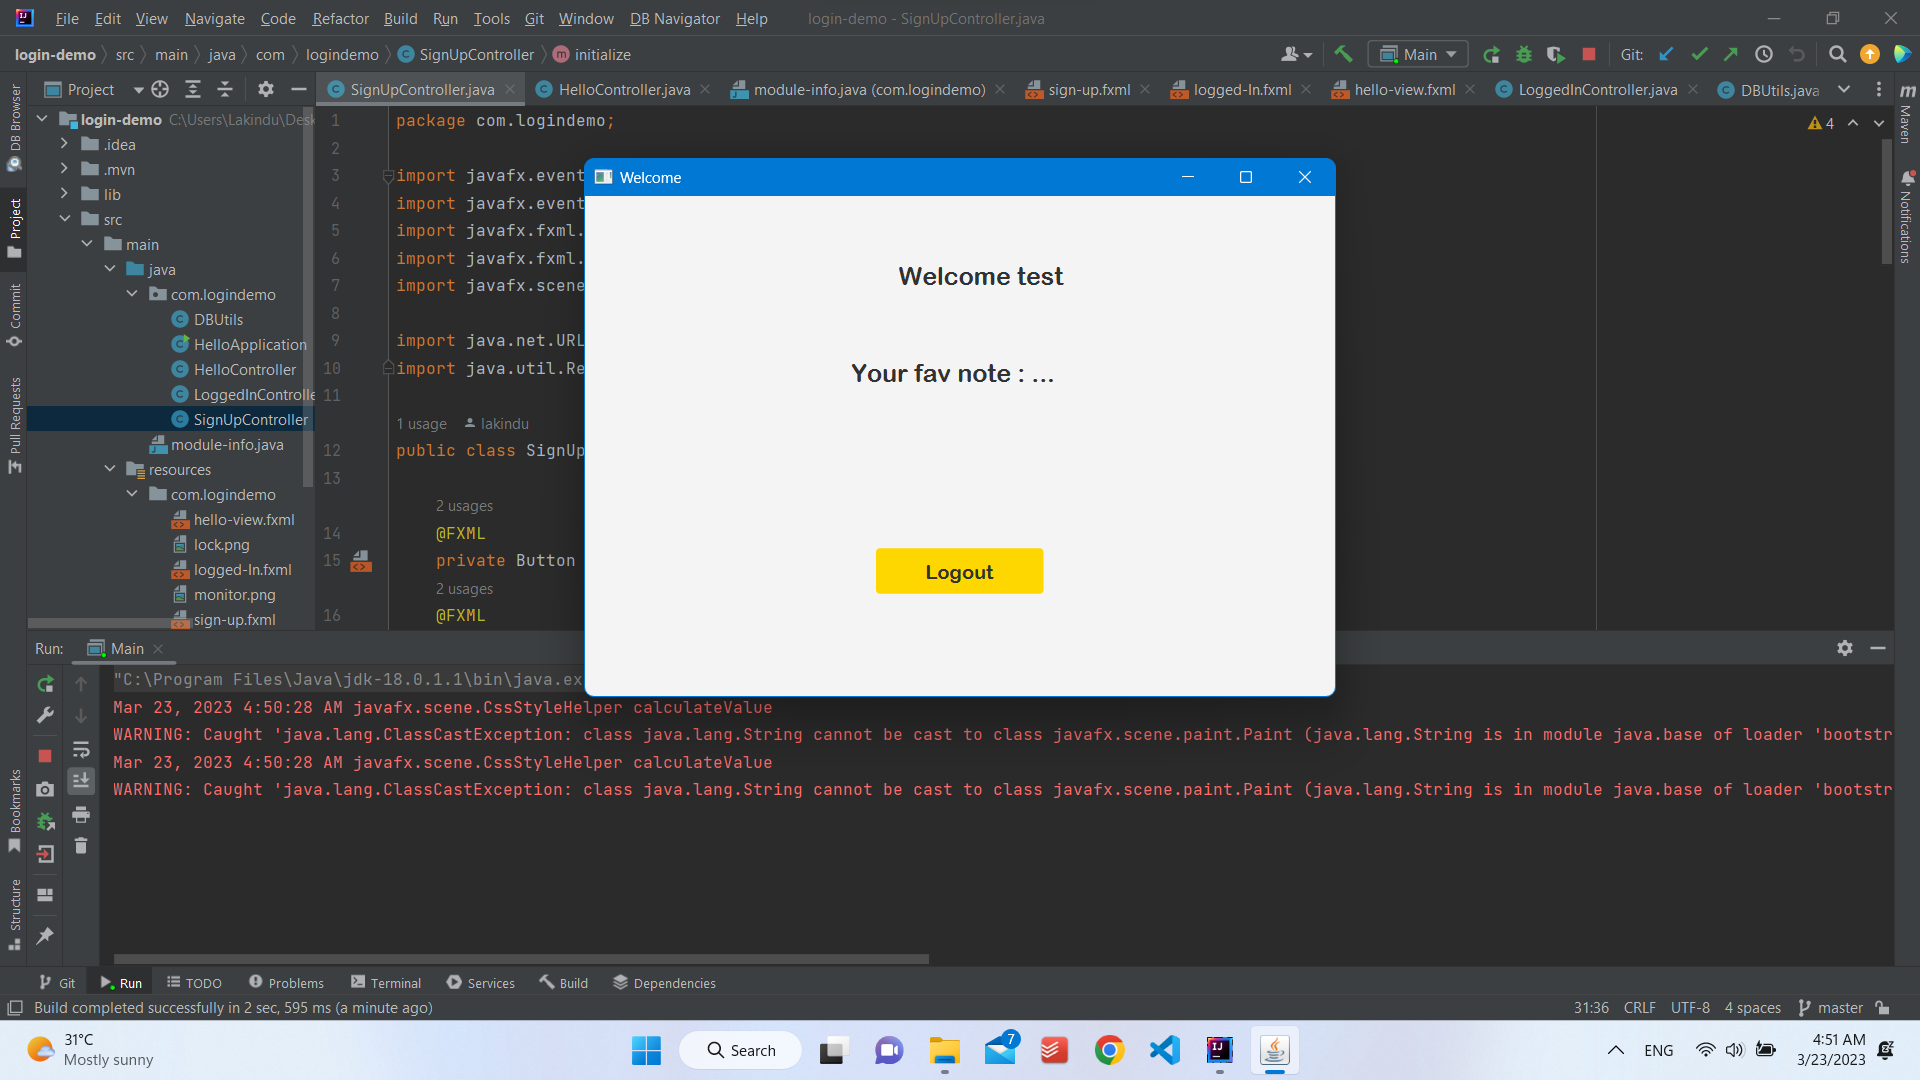 File Edit View Navigate Code Refactor Build Run Tools Git Window DB Navigator Help login-demo - SignUpController.java
login-demo src main java com logindemo SignUpController initialize Main Git:
Project SignUpController.java HelloController.java module-info.java (com.logindemo) sign-up.fxml logged-In.fxml hello-view.fxml LoggedInController.java DBUtils.java
DB Browser
Project
Commit
Pull Requests
Bookmarks
Structure
Maven
Notifications
login-demo C:\Users\Lakindu\Desk
.idea
.mvn
lib
src
main
java
com.logindemo
DBUtils
HelloApplication
HelloController
LoggedInControlle
SignUpController
module-info.java
resources
com.logindemo
hello-view.fxml
lock.png
logged-In.fxml
monitor.png
sign-up.fxml
4
1 package com.logindemo;
2
3 import javafx.event
4 import javafx.event
5 import javafx.fxml.
6 import javafx.fxml.
7 import javafx.scene
8
9 import java.net.URL
10 import java.util.Re
11
1 usage lakindu
12 public class SignUp
13
2 usages
14 @FXML
15 private Button
2 usages
16 @FXML
Welcome
Welcome test
Your fav note : ...
Logout
Run: Main
"C:\Program Files\Java\jdk-18.0.1.1\bin\java.ex
Mar 23, 2023 4:50:28 AM javafx.scene.CssStyleHelper calculateValue
WARNING: Caught 'java.lang.ClassCastException: class java.lang.String cannot be cast to class javafx.scene.paint.Paint (java.lang.String is in module java.base of loader 'bootstr
Mar 23, 2023 4:50:28 AM javafx.scene.CssStyleHelper calculateValue
WARNING: Caught 'java.lang.ClassCastException: class java.lang.String cannot be cast to class javafx.scene.paint.Paint (java.lang.String is in module java.base of loader 'bootstr
Git Run TODO Problems Terminal Services Build Dependencies
Build completed successfully in 2 sec, 595 ms (a minute ago) 31:36 CRLF UTF-8 4 spaces master
31°C
Mostly sunny
Search
7
ENG
4:51 AM
3/23/2023